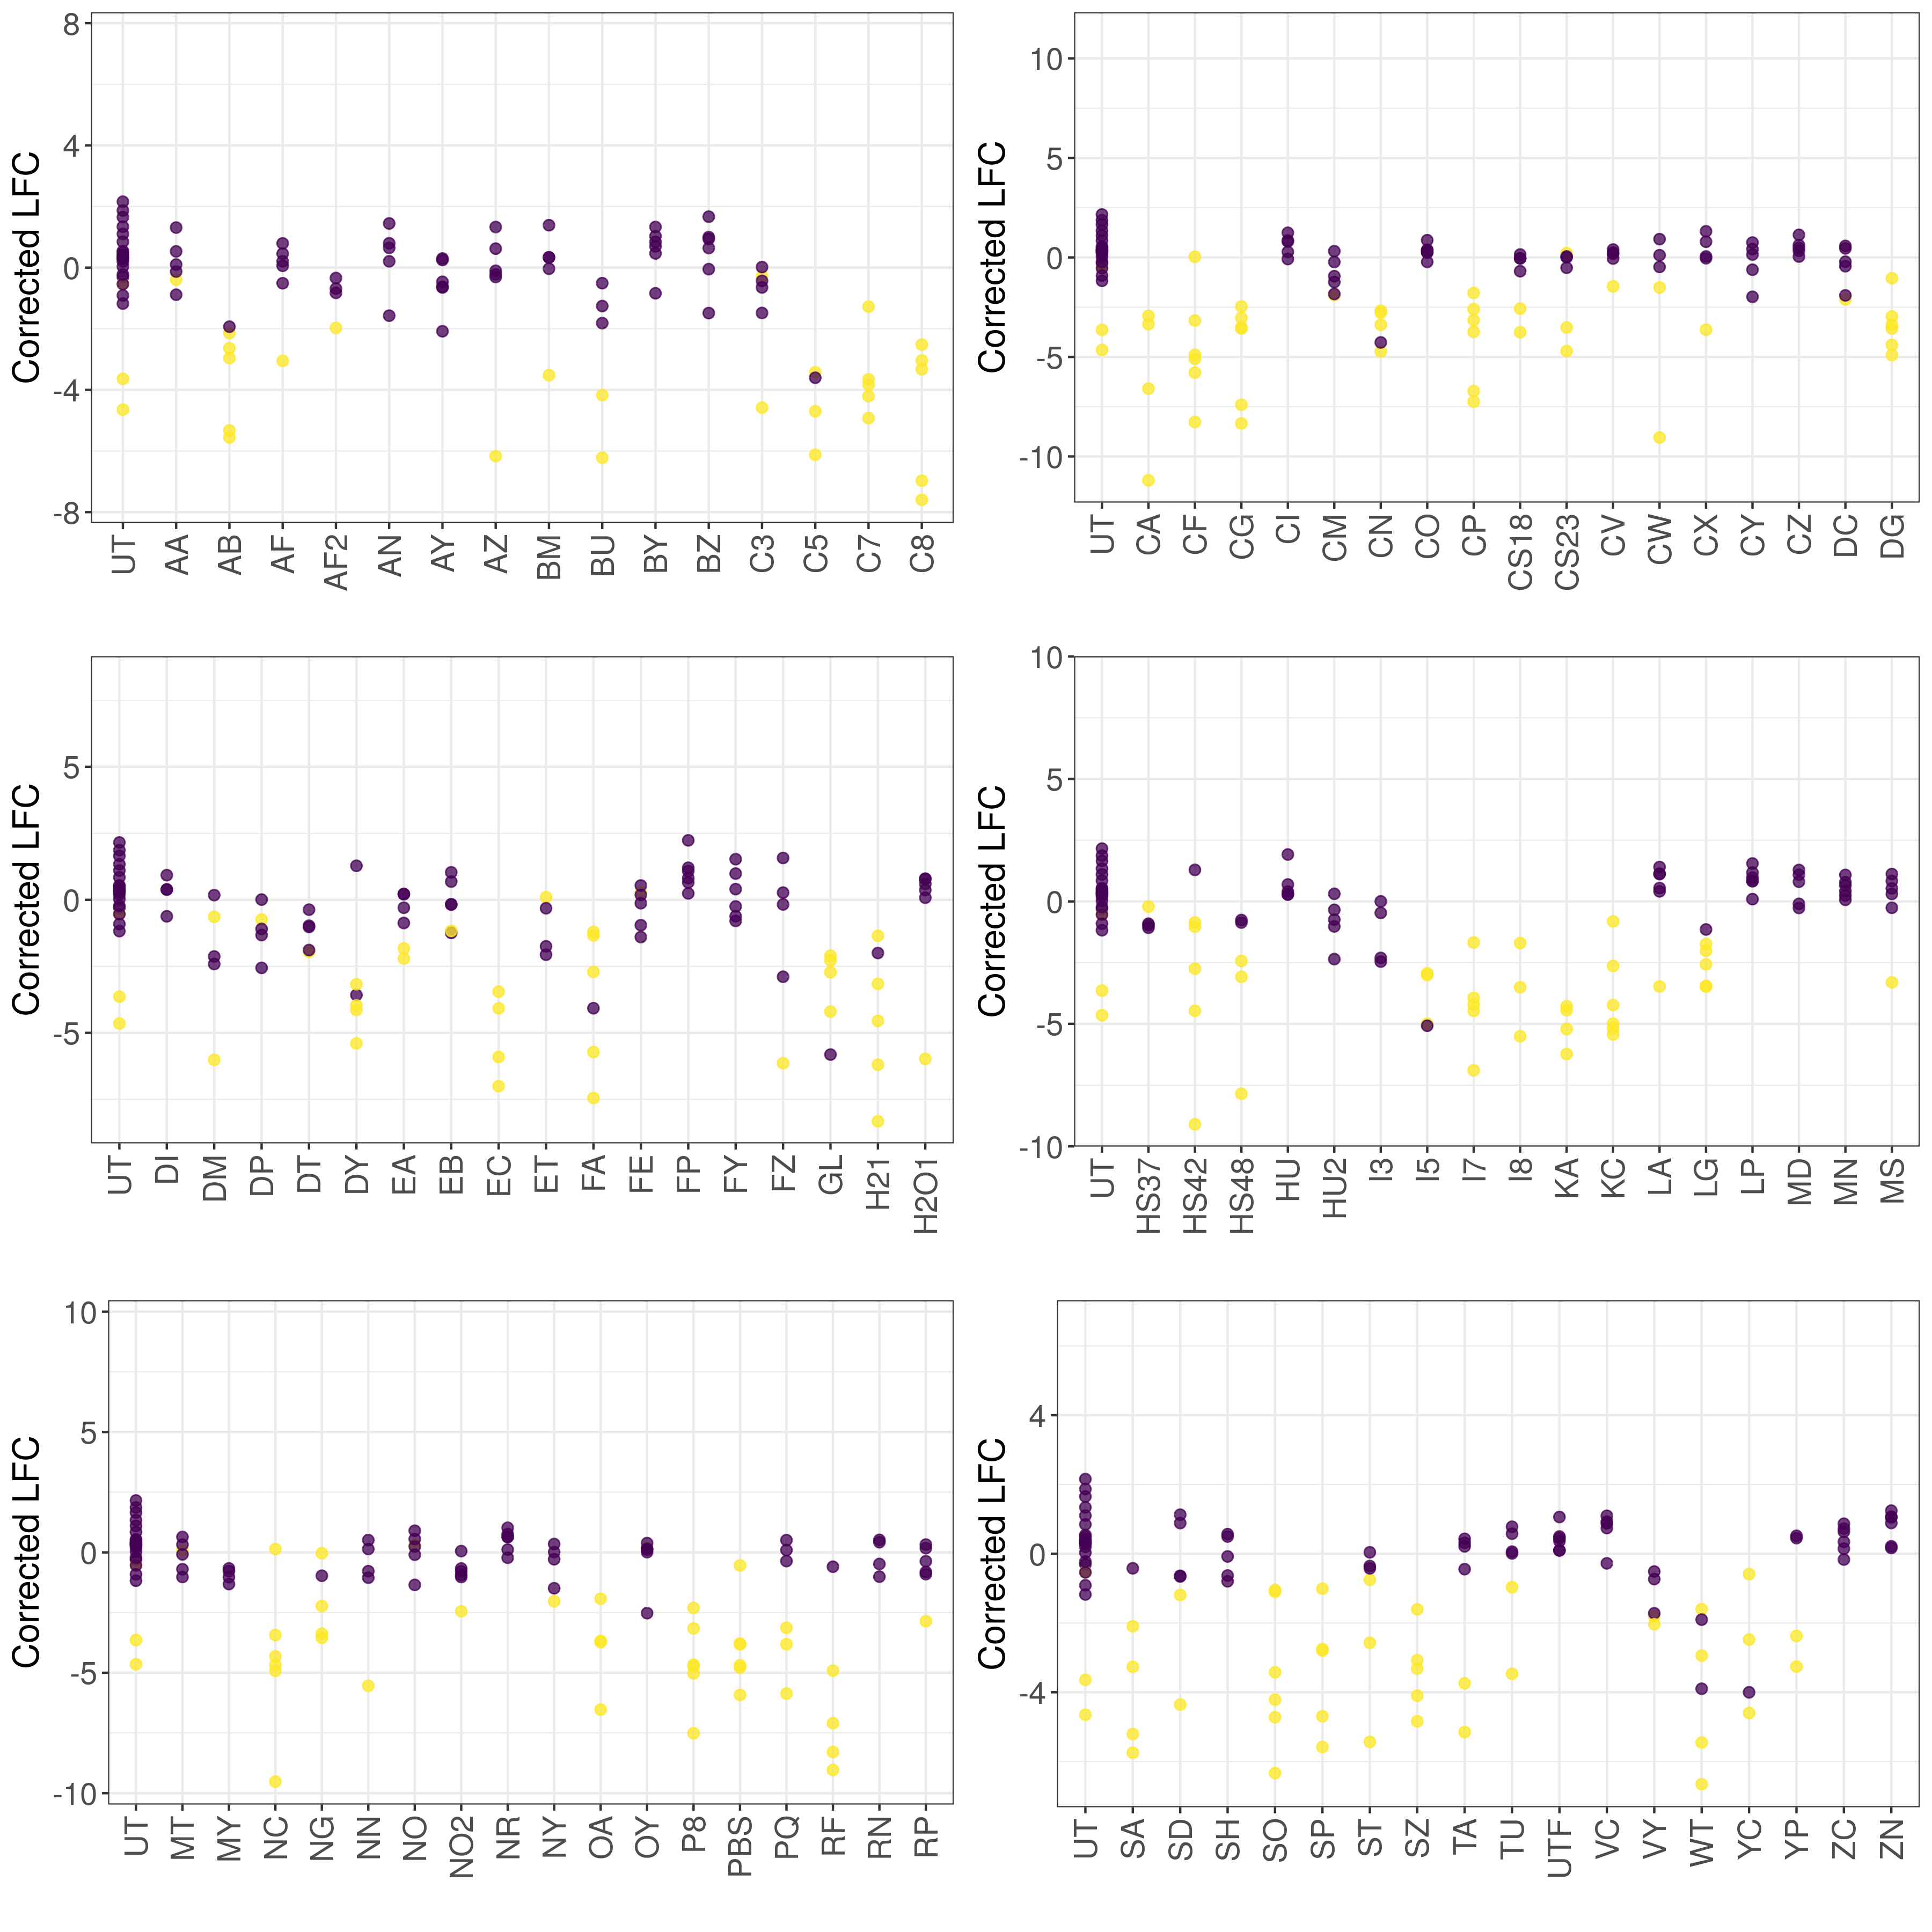 Corrected LFC
8
4
0
-4
-8
UT AA AB AF AF2 AN AY AZ BM BU BY BZ C3 C5 C7 C8
Corrected LFC
10
5
0
-5
-10
UT CA CF CG CI CM CN CO CP CS18 CS23 CV CW CX CY CZ DC DG
Corrected LFC
5
0
-5
UT DI DM DP DT DY EA EB EC ET FA FE FP FY FZ GL H21 H2O1
Corrected LFC
10
5
0
-5
-10
UT HS37 HS42 HS48 HU HU2 I3 I5 I7 I8 KA KC LA LG LP MD MN MS
Corrected LFC
10
5
0
-5
-10
UT MT MY NC NG NN NO NO2 NR NY OA OY P8 PBS PQ RF RN RP
Corrected LFC
4
0
-4
UT SA SD SH SO SP ST SZ TA TU UTF VC VY WT YC YP ZC ZN